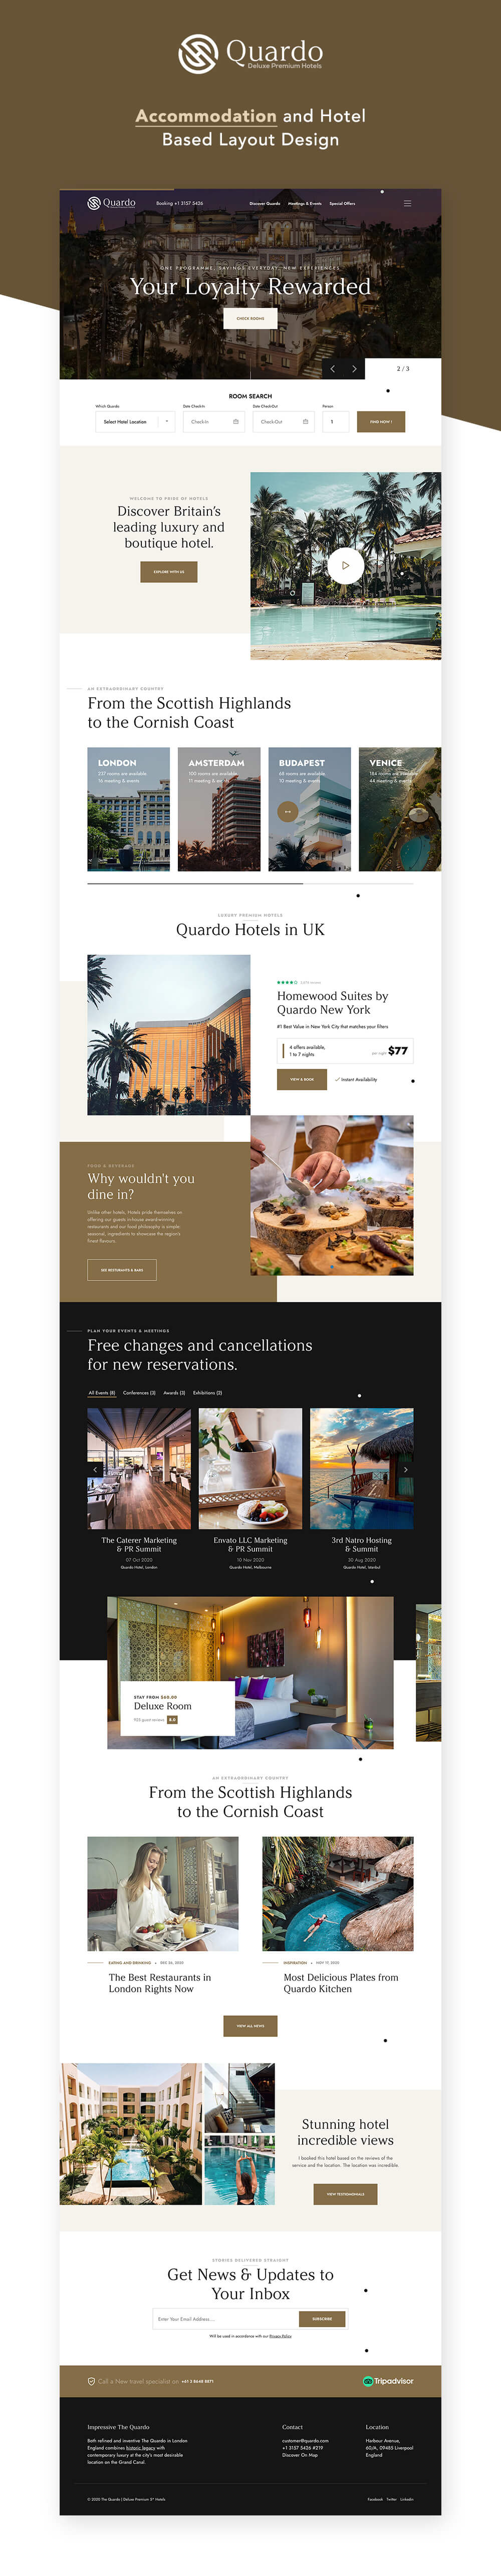 Quardo
Deluxe Premium Hotels
Accommodation and Hotel
Based Layout Design
Quardo
Booking +1 3157 5426
Discover Quardo
Meetings & Events
Special Offers
ONE PROGRAMME, SAVINGS EVERYDAY, NEW EXPERIENCES
Your Loyalty Rewarded
CHECK ROOMS
2 / 3
ROOM SEARCH
Which Quardo
Date Check-In
Date Check-Out
Person
Select Hotel Location
Check-In
Check-Out
1
FIND NOW !
WELCOME TO PRIDE OF HOTELS
Discover Britain's
leading luxury and
boutique hotel.
EXPLORE WITH US
AN EXTRAORDINARY COUNTRY
From the Scottish Highlands
to the Cornish Coast
LONDON
237 rooms are available
16 meeting & events
AMSTERDAM
100 rooms are available
11 meeting & events
BUDAPEST
68 rooms are available
10 meeting & events
VENICE
184 rooms are available
44 meeting & events
LUXURY PREMIUM HOTELS
Quardo Hotels in UK
reviews
Homewood Suites by
Quardo New York
#1 Best Value in New York City that matches your filters
4 offers available,
1 to 7 nights
per night $77
VIEW & BOOK
Instant Availability
FOOD & BEVERAGE
Why wouldn't you
dine in?
Unlike other hotels, Hotels pride themselves on
offering our guests in-house award-winning
restaurants and our food philosophy is simple:
seasonal, ingredients to showcase the region's
finest flavours.
SEE RESTURANTS & BARS
PLAN YOUR EVENTS & MEETINGS
Free changes and cancellations
for new reservations.
All Events (8)
Conferences (3)
Awards (3)
Exhibitions (2)
The Caterer Marketing
& PR Summit
07 Oct 2020
Quardo Hotel, London
Envato LLC Marketing
& PR Summit
10 Nov 2020
Quardo Hotel, Melbourne
3rd Natro Hosting
& Summit
30 Aug 2020
Quardo Hotel, Istanbul
STAY FROM $60.00
Deluxe Room
925 guest reviews 8.0
AN EXTRAORDINARY COUNTRY
From the Scottish Highlands
to the Cornish Coast
EATING AND DRINKING
DEC 26, 2020
The Best Restaurants in
London Rights Now
INSPIRATION
NOV 17, 2020
Most Delicious Plates from
Quardo Kitchen
VIEW ALL NEWS
Stunning hotel
incredible views
I booked this hotel based on the reviews of the
service and the location. The location was incredible.
VIEW TESTIMONIALS
STORIES DELIVERED STRAIGHT
Get News & Updates to
Your Inbox
Enter Your Email Address...
SUBSCRIBE
Will be used in accordance with our Privacy Policy
Call a New travel specialist on +61 3 8648 8871
Tripadvisor
Impressive The Quardo
Both refined and inventive The Quardo in London
England combines historic legacy with
contemporary luxury at the city's most desirable
location on the Grand Canal.
Contact
customer@quardo.com
+1 3157 5426 #219
Discover On Map
Location
Harbour Avenue,
60/A, 09485 Liverpool
England
© 2020 The Quardo | Deluxe Premium 5* Hotels
Facebook
Twitter
Linkedin